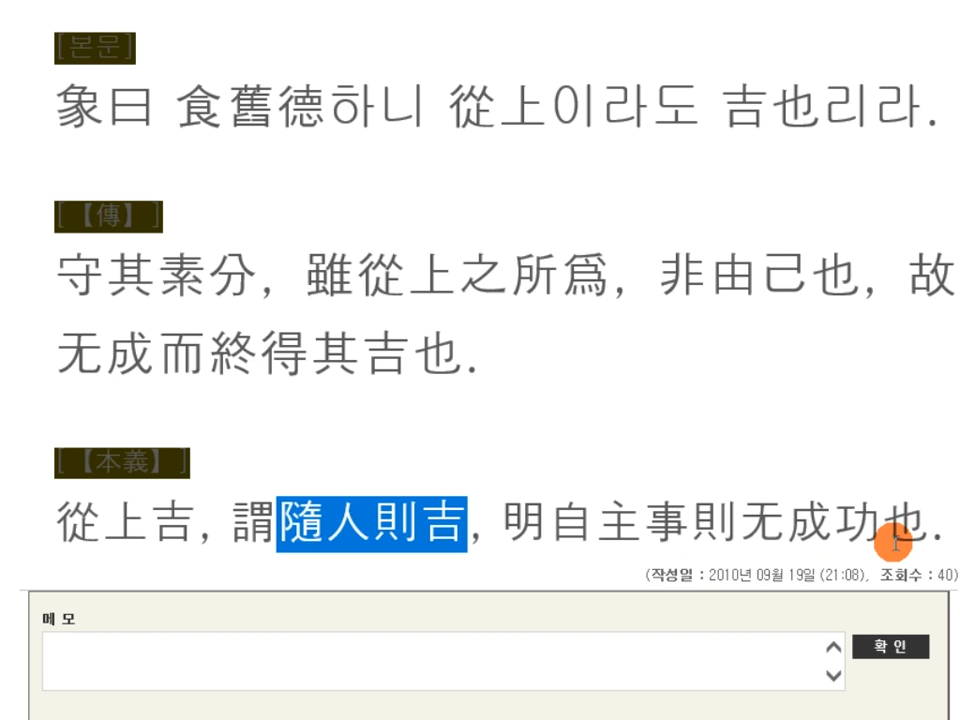 [본문]
象曰 食舊德하니 從上이라도 吉也리라.
[【傳】]
守其素分, 雖從上之所爲, 非由己也, 故
无成而終得其吉也.
[【本義】]
從上吉, 謂隨人則吉, 明自主事則无成功也.
(작성일 : 2010년 09월 19일 (21:08), 조회수 : 40)
메 모
확 인